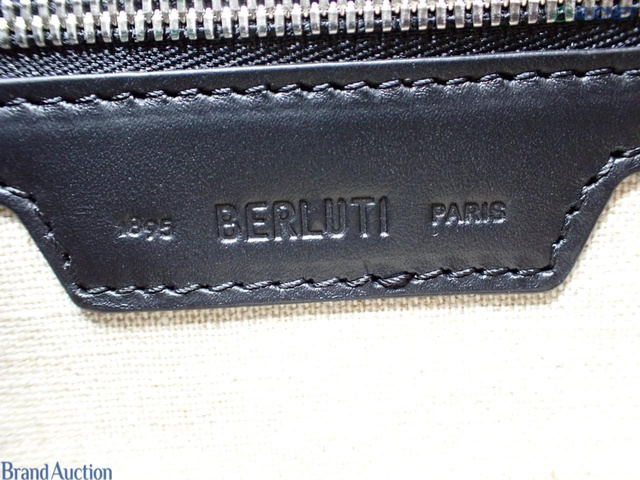 1895 BERLUTI PARIS
Brand Auction